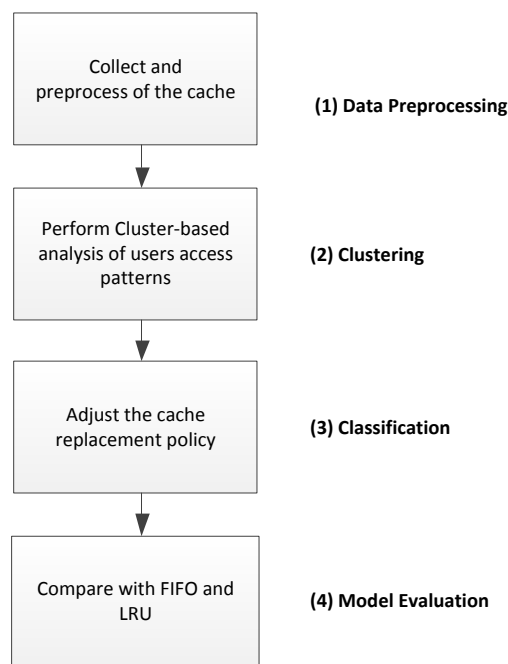 Collect and
preprocess of the cache
(1) Data Preprocessing
Perform Cluster-based
analysis of users access
patterns
(2) Clustering
Adjust the cache
replacement policy
(3) Classification
Compare with FIFO and
LRU
(4) Model Evaluation